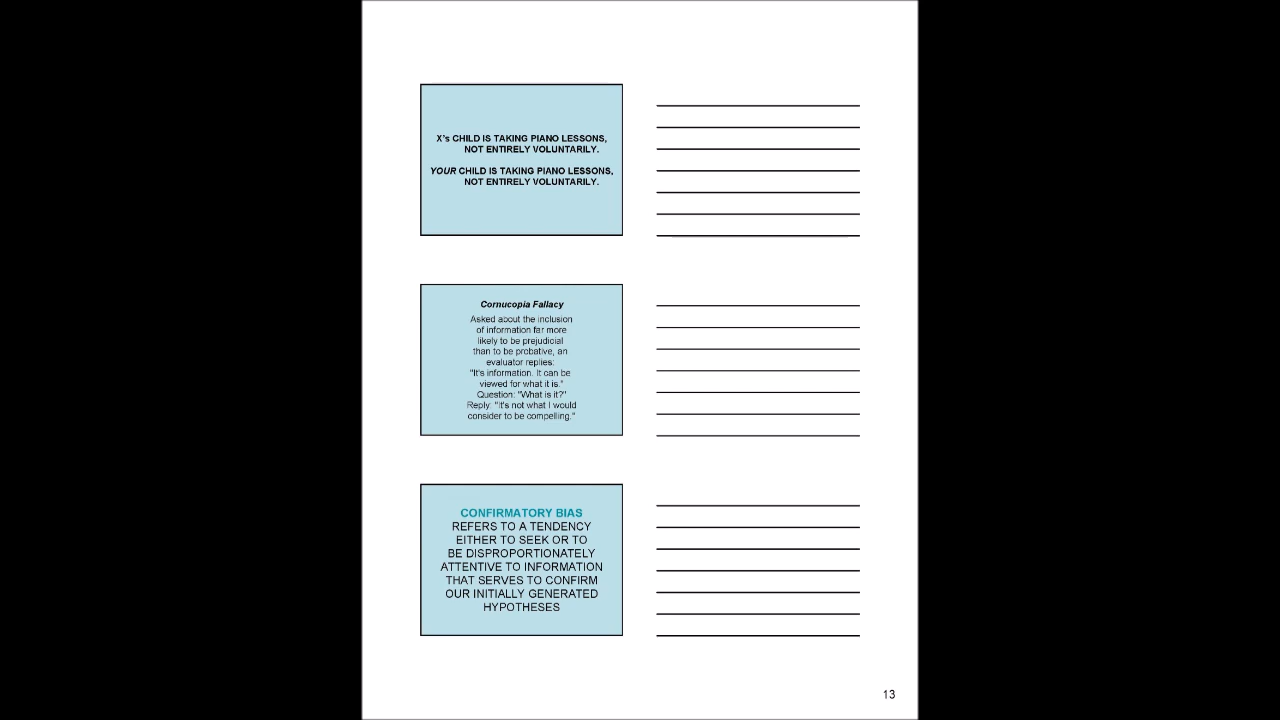 X's CHILD IS TAKING PIANO LESSONS,
NOT ENTIRELY VOLUNTARILY.
YOUR CHILD IS TAKING PIANO LESSONS,
NOT ENTIRELY VOLUNTARILY.
Cornucopia Fallacy
Asked about the inclusion
of information far more
likely to be prejudicial
than to be probative, an
evaluator replies:
"It's information. It can be
viewed for what it is."
Question: "What is it?"
Reply: "It's not what I would
consider to be compelling."
CONFIRMATORY BIAS
REFERS TO A TENDENCY
EITHER TO SEEK OR TO
BE DISPROPORTIONATELY
ATTENTIVE TO INFORMATION
THAT SERVES TO CONFIRM
OUR INITIALLY GENERATED
HYPOTHESES
13